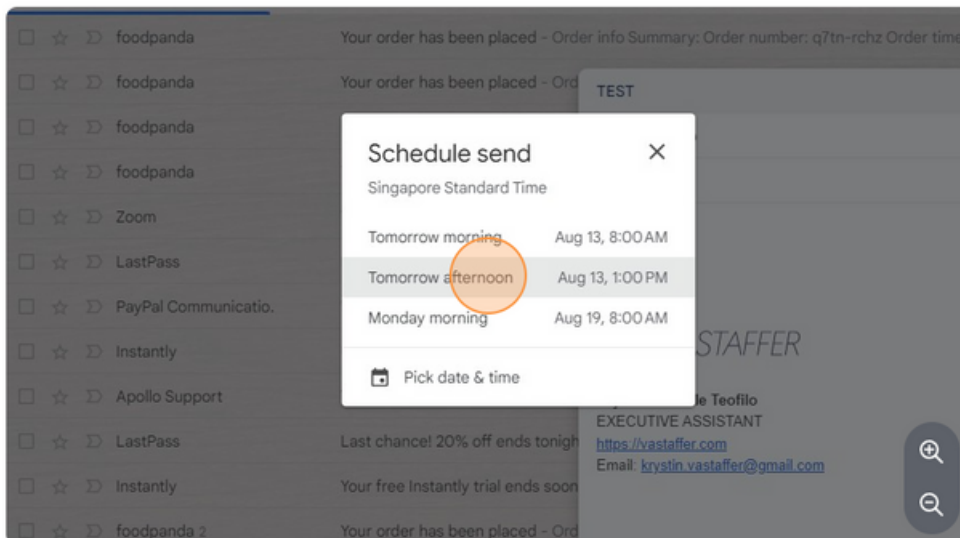 foodpanda Your order has been placed - Order info Summary: Order number: q7tn-rchz Order time
foodpanda Your order has been placed - Ord
TEST
foodpanda
foodpanda
Zoom
LastPass
PayPal Communicatio.
Instantly
Apollo Support
LastPass Last chance! 20% off ends tonigh
Instantly Your free Instantly trial ends soon
foodpanda 2 Your order has been placed - Ord
Schedule send
Singapore Standard Time
Tomorrow morning Aug 13, 8:00 AM
Tomorrow afternoon Aug 13, 1:00 PM
Monday morning Aug 19, 8:00 AM
Pick date & time
STAFFER
Teofilo
EXECUTIVE ASSISTANT
https://vastaffer.com
Email: krystin.vastaffer@gmail.com